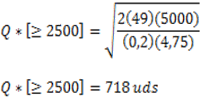 Q * [≥ 2500] = √(2(49)(5000) / (0,2)(4,75))
Q * [≥ 2500] = 718 uds